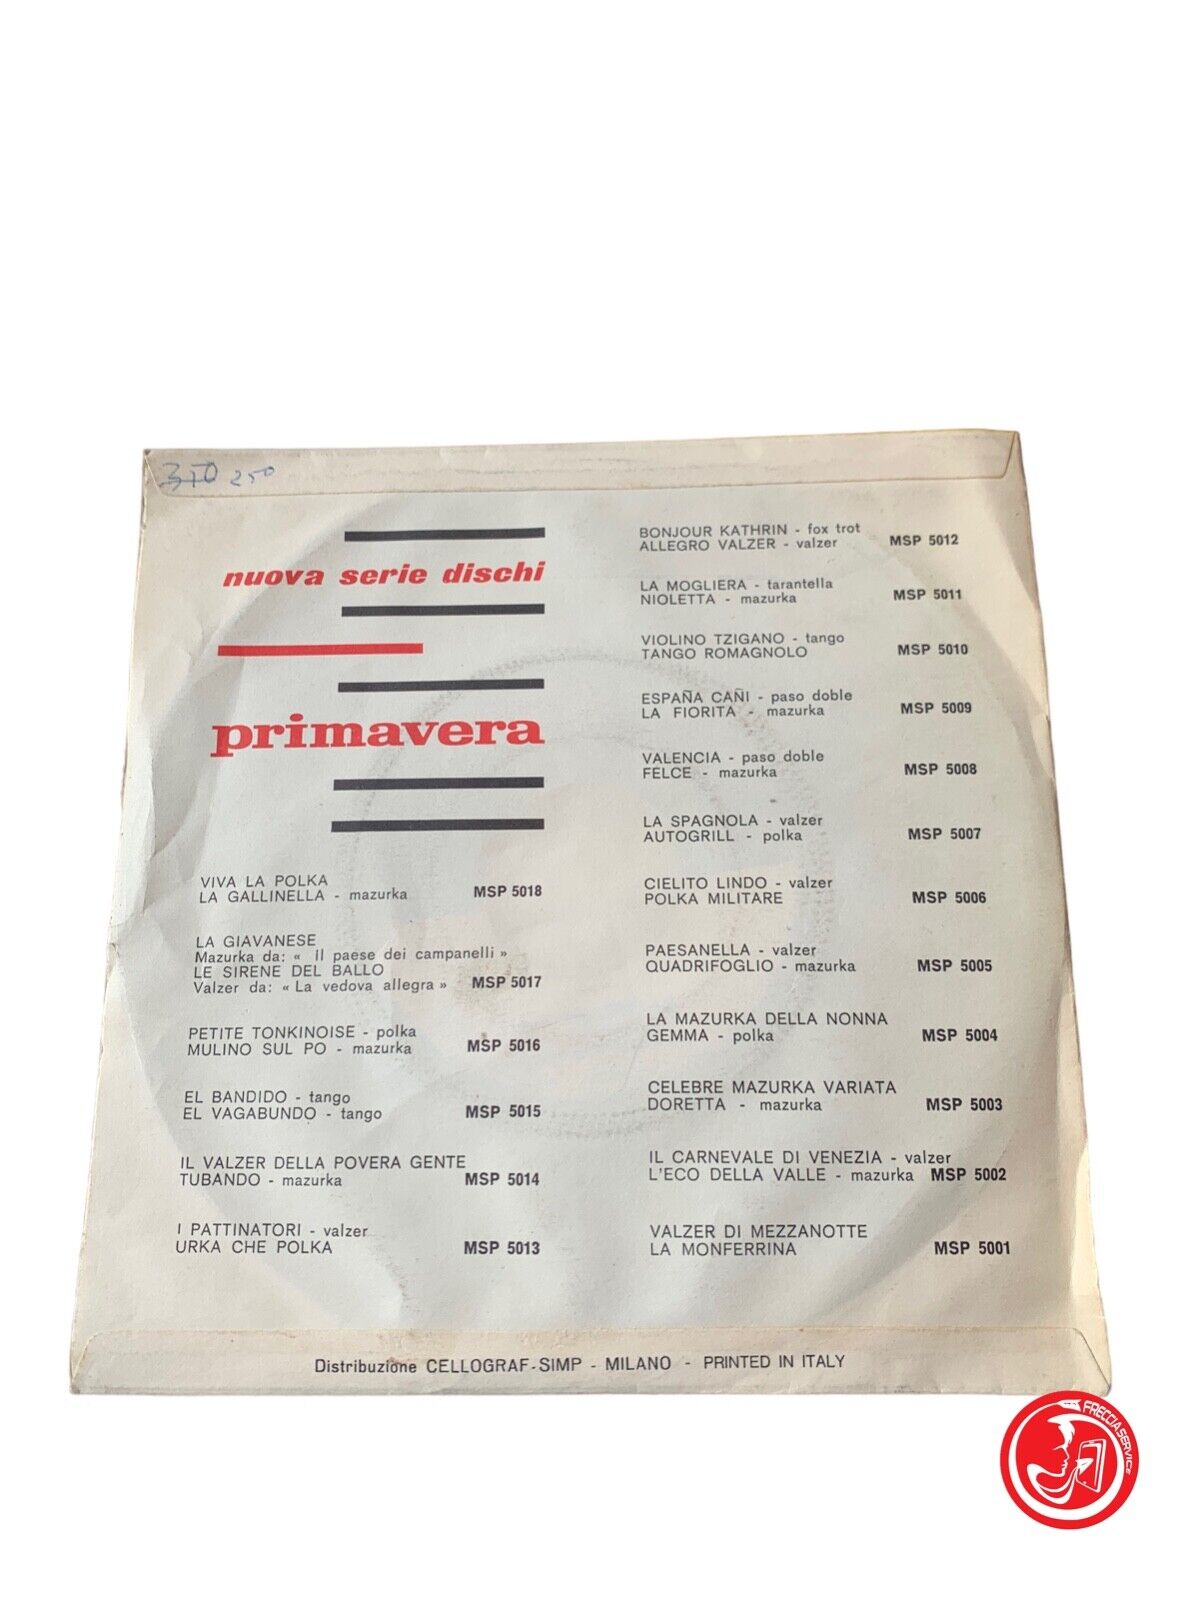 250
nuova serie dischi
primavera
VIVA LA POLKA
LA GALLINELLA - mazurka MSP 5018
LA GIAVANESE
Mazurka da: « Il paese dei campanelli »
LE SIRENE DEL BALLO
Valzer da: « La vedova allegra » MSP 5017
PETITE TONKINOISE - polka
MULINO SUL PO - mazurka MSP 5016
EL BANDIDO - tango
EL VAGABUNDO - tango MSP 5015
IL VALZER DELLA POVERA GENTE
TUBANDO - mazurka MSP 5014
I PATTINATORI - valzer
URKA CHE POLKA MSP 5013
BONJOUR KATHRIN - fox trot
ALLEGRO VALZER - valzer MSP 5012
LA MOGLIERA - tarantella
NIOLETTA - mazurka MSP 5011
VIOLINO TZIGANO - tango
TANGO ROMAGNOLO MSP 5010
ESPAÑA CAÑI - paso doble
LA FIORITA - mazurka MSP 5009
VALENCIA - paso doble
FELCE - mazurka MSP 5008
LA SPAGNOLA - valzer
AUTOGRILL - polka MSP 5007
CIELITO LINDO - valzer
POLKA MILITARE MSP 5006
PAESANELLA - valzer
QUADRIFOGLIO - mazurka MSP 5005
LA MAZURKA DELLA NONNA
GEMMA - polka MSP 5004
CELEBRE MAZURKA VARIATA
DORETTA - mazurka MSP 5003
IL CARNEVALE DI VENEZIA - valzer
L'ECO DELLA VALLE - mazurka MSP 5002
VALZER DI MEZZANOTTE
LA MONFERRINA MSP 5001
Distribuzione CELLOGRAF-SIMP - MILANO - PRINTED IN ITALY
FRECCIASERVICE